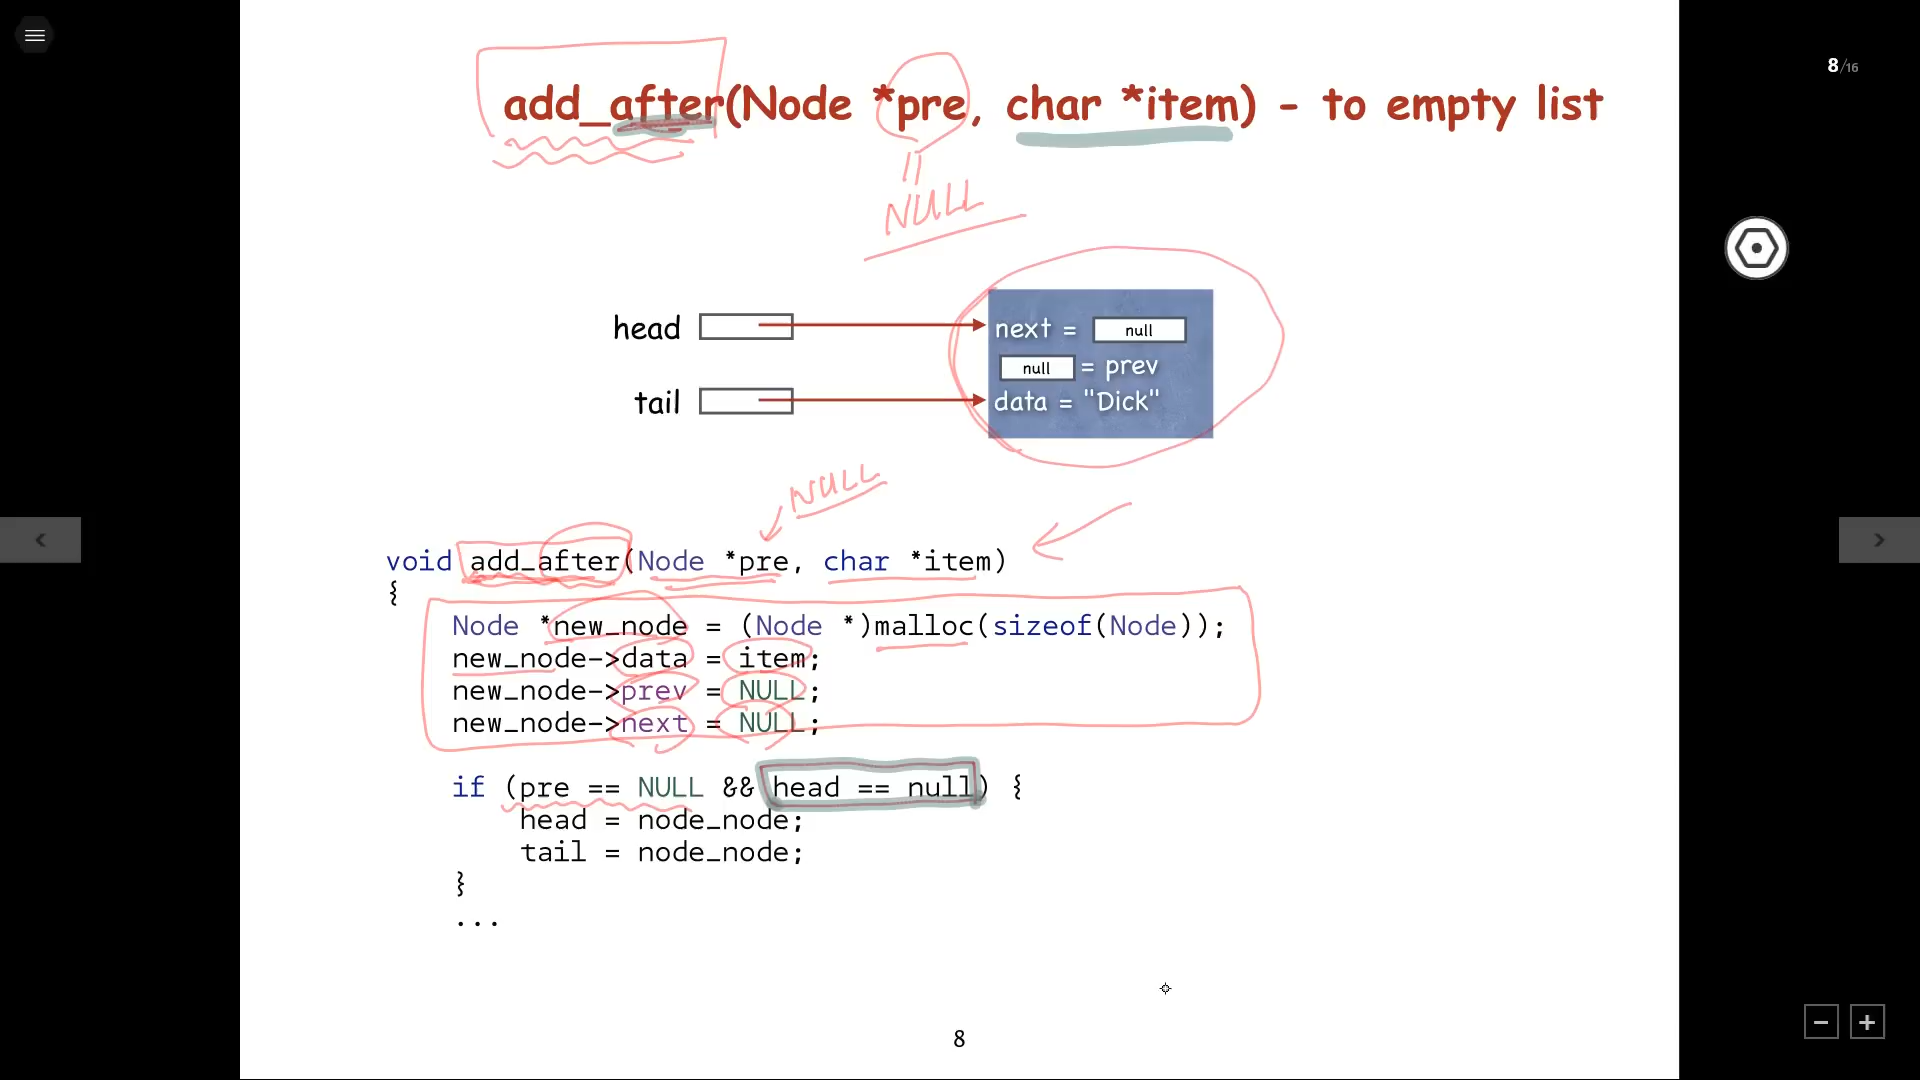 8/16
add_after(Node *pre, char *item) - to empty list
NULL
head
next = null
null = prev
tail
data = "Dick"
NULL
void add_after(Node *pre, char *item)
{
Node *new_node = (Node *)malloc(sizeof(Node));
new_node->data = item;
new_node->prev = NULL;
new_node->next = NULL;
if (pre == NULL && head == null) {
head = node_node;
tail = node_node;
}
...
8